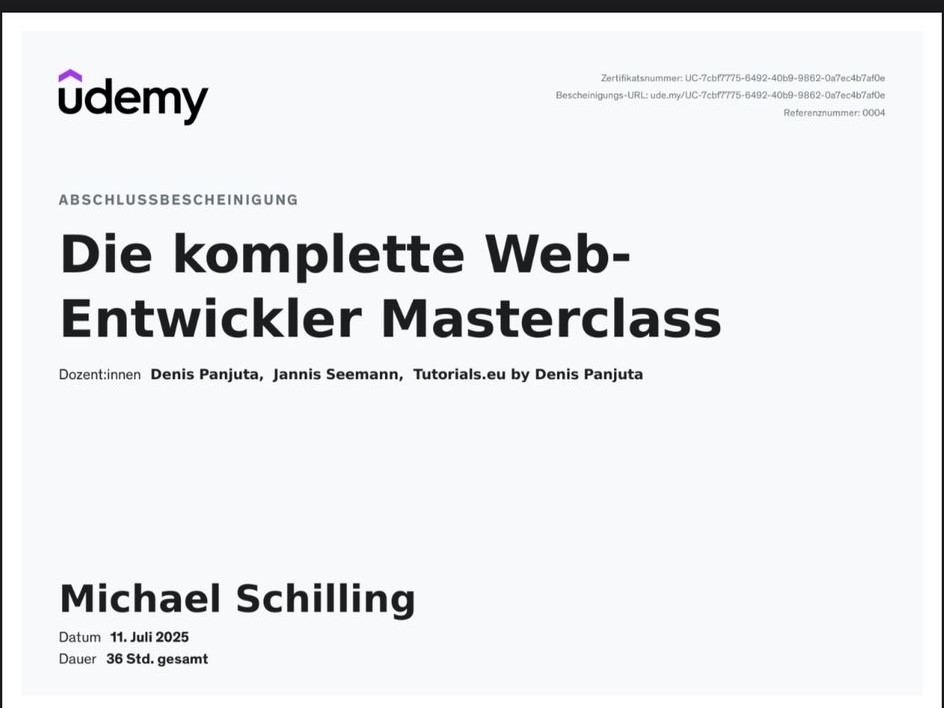 udemy
Zertifikatsnummer: UC-7cbf7775-6492-40b9-9862-0a7ec4b7af0e
Bescheinigungs-URL: ude.my/UC-7cbf7775-6492-40b9-9862-0a7ec4b7af0e
Referenznummer: 0004
ABSCHLUSSBESCHEINIGUNG
Die komplette Web-
Entwickler Masterclass
Dozent:innen Denis Panjuta, Jannis Seemann, Tutorials.eu by Denis Panjuta
Michael Schilling
Datum 11. Juli 2025
Dauer 36 Std. gesamt